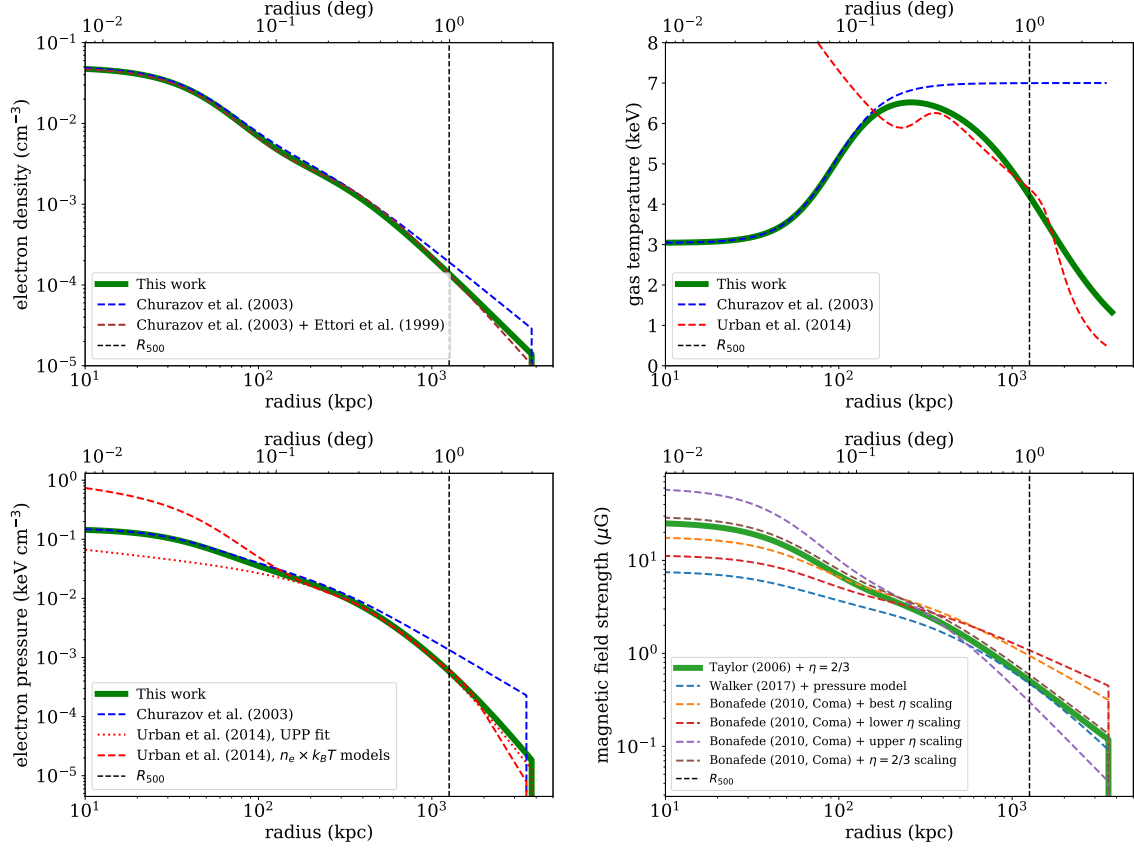 radius (deg)
10⁻² 10⁻¹ 10⁰
10⁻¹
10⁻²
10⁻³
10⁻⁴
10⁻⁵
electron density (cm⁻³)
This work
Churazov et al. (2003)
Churazov et al. (2003) + Ettori et al. (1999)
R₅₀₀
10¹ 10² 10³
radius (kpc)
radius (deg)
10⁻² 10⁻¹ 10⁰
8
7
6
5
4
3
2
1
0
gas temperature (keV)
This work
Churazov et al. (2003)
Urban et al. (2014)
R₅₀₀
10¹ 10² 10³
radius (kpc)
radius (deg)
10⁻² 10⁻¹ 10⁰
10⁰
10⁻¹
10⁻²
10⁻³
10⁻⁴
10⁻⁵
electron pressure (keV cm⁻³)
This work
Churazov et al. (2003)
Urban et al. (2014), UPP fit
Urban et al. (2014), nₑ × k_BT models
R₅₀₀
10¹ 10² 10³
radius (kpc)
radius (deg)
10⁻² 10⁻¹ 10⁰
10¹
10⁰
10⁻¹
magnetic field strength (μG)
Taylor (2006) + η = 2/3
Walker (2017) + pressure model
Bonafede (2010, Coma) + best η scaling
Bonafede (2010, Coma) + lower η scaling
Bonafede (2010, Coma) + upper η scaling
Bonafede (2010, Coma) + η = 2/3 scaling
R₅₀₀
10¹ 10² 10³
radius (kpc)